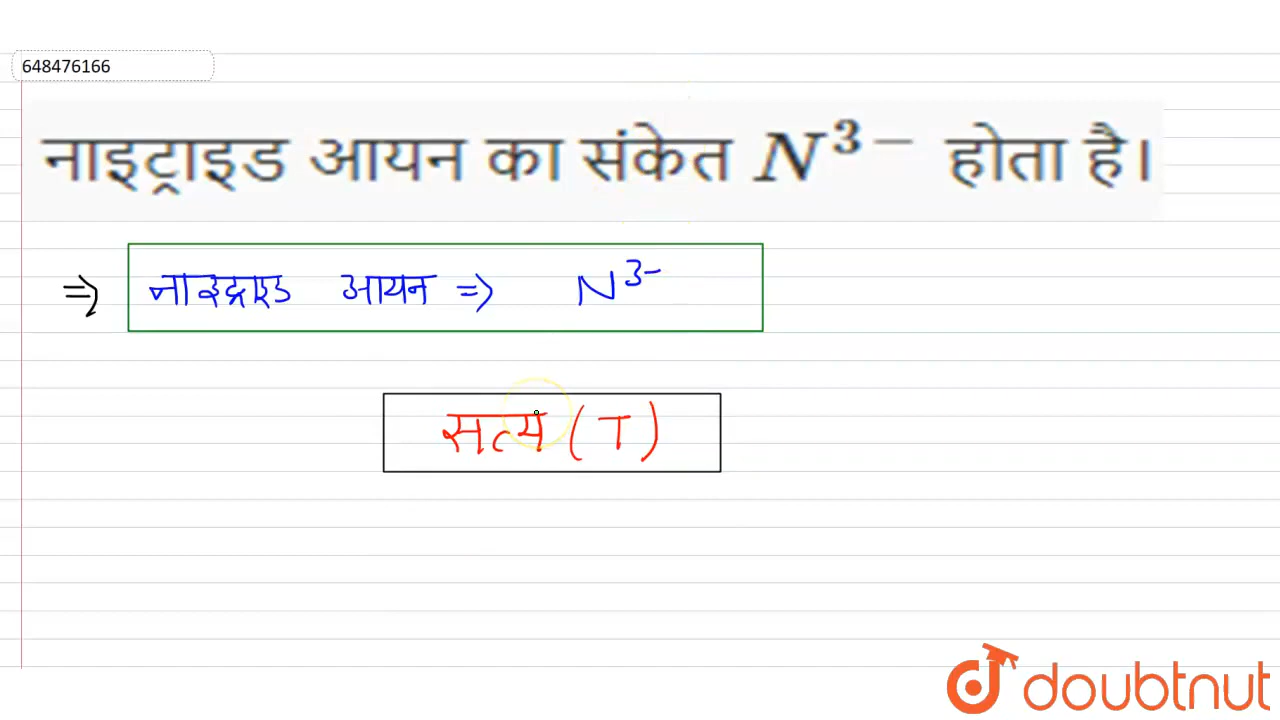 648476166
नाइट्राइड आयन का संकेत N³⁻ होता है।
⇒ नाइट्राइड आयन ⇒ N³⁻
सत्य (T)
doubtnut